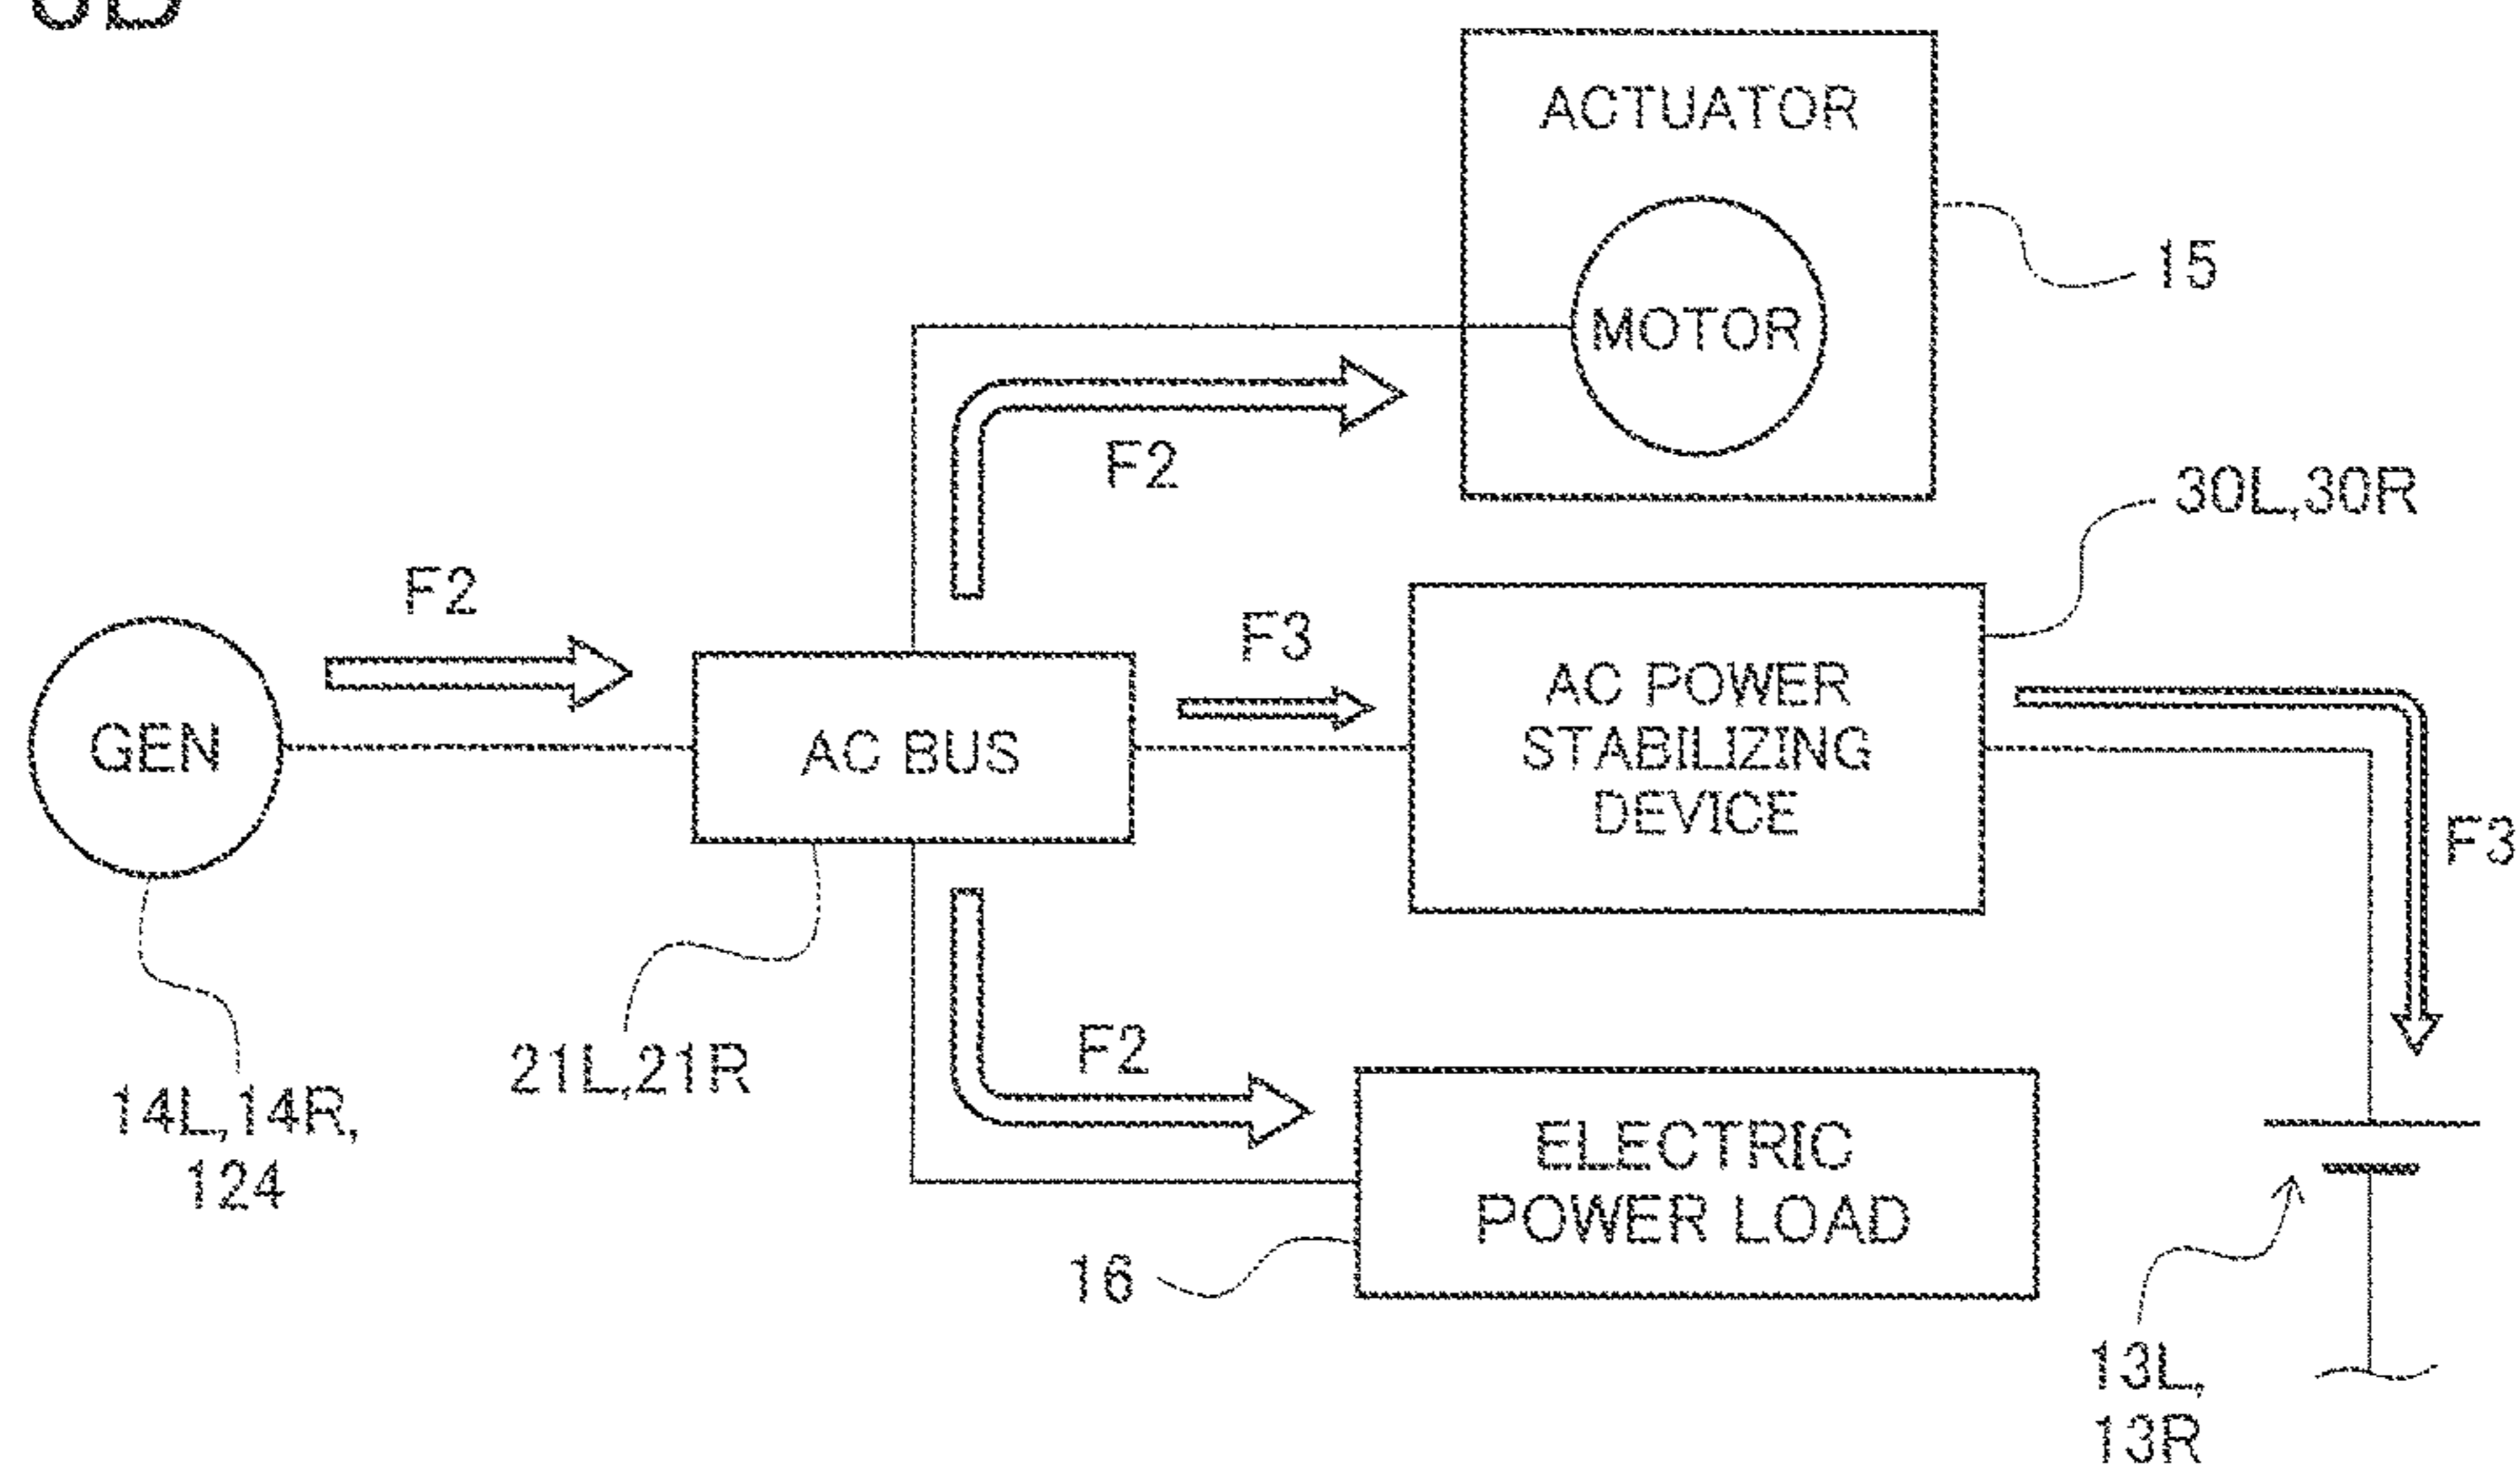 ACTUATOR
MOTOR
15
F2
30L,30R
F2
F3
GEN
AC BUS
AC POWER
STABILIZING
DEVICE
F3
14L,14R,
124
21L,21R
F2
ELECTRIC
POWER LOAD
16
13L,
13R